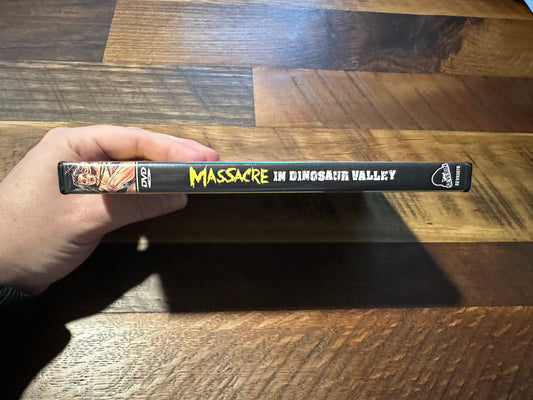 DVD
MASSACRE IN DINOSAUR VALLEY